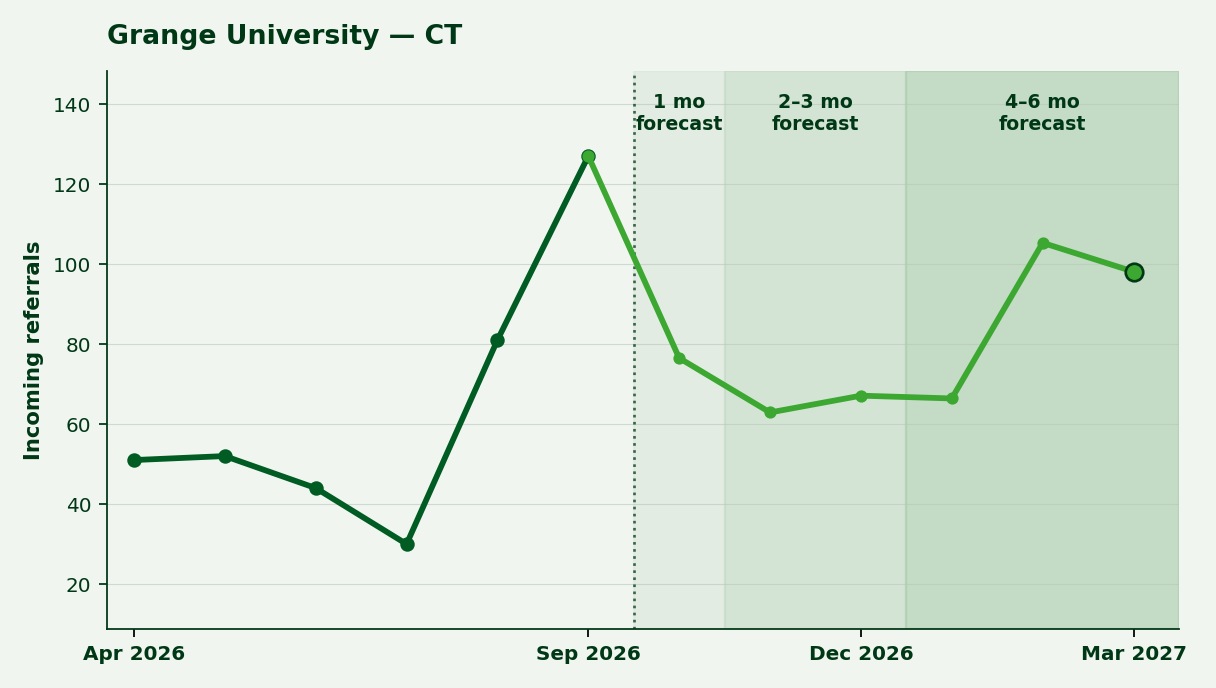 Grange University — CT
1 mo
forecast
2–3 mo
forecast
4–6 mo
forecast
140
120
100
80
60
40
20
Incoming referrals
Apr 2026
Sep 2026
Dec 2026
Mar 2027